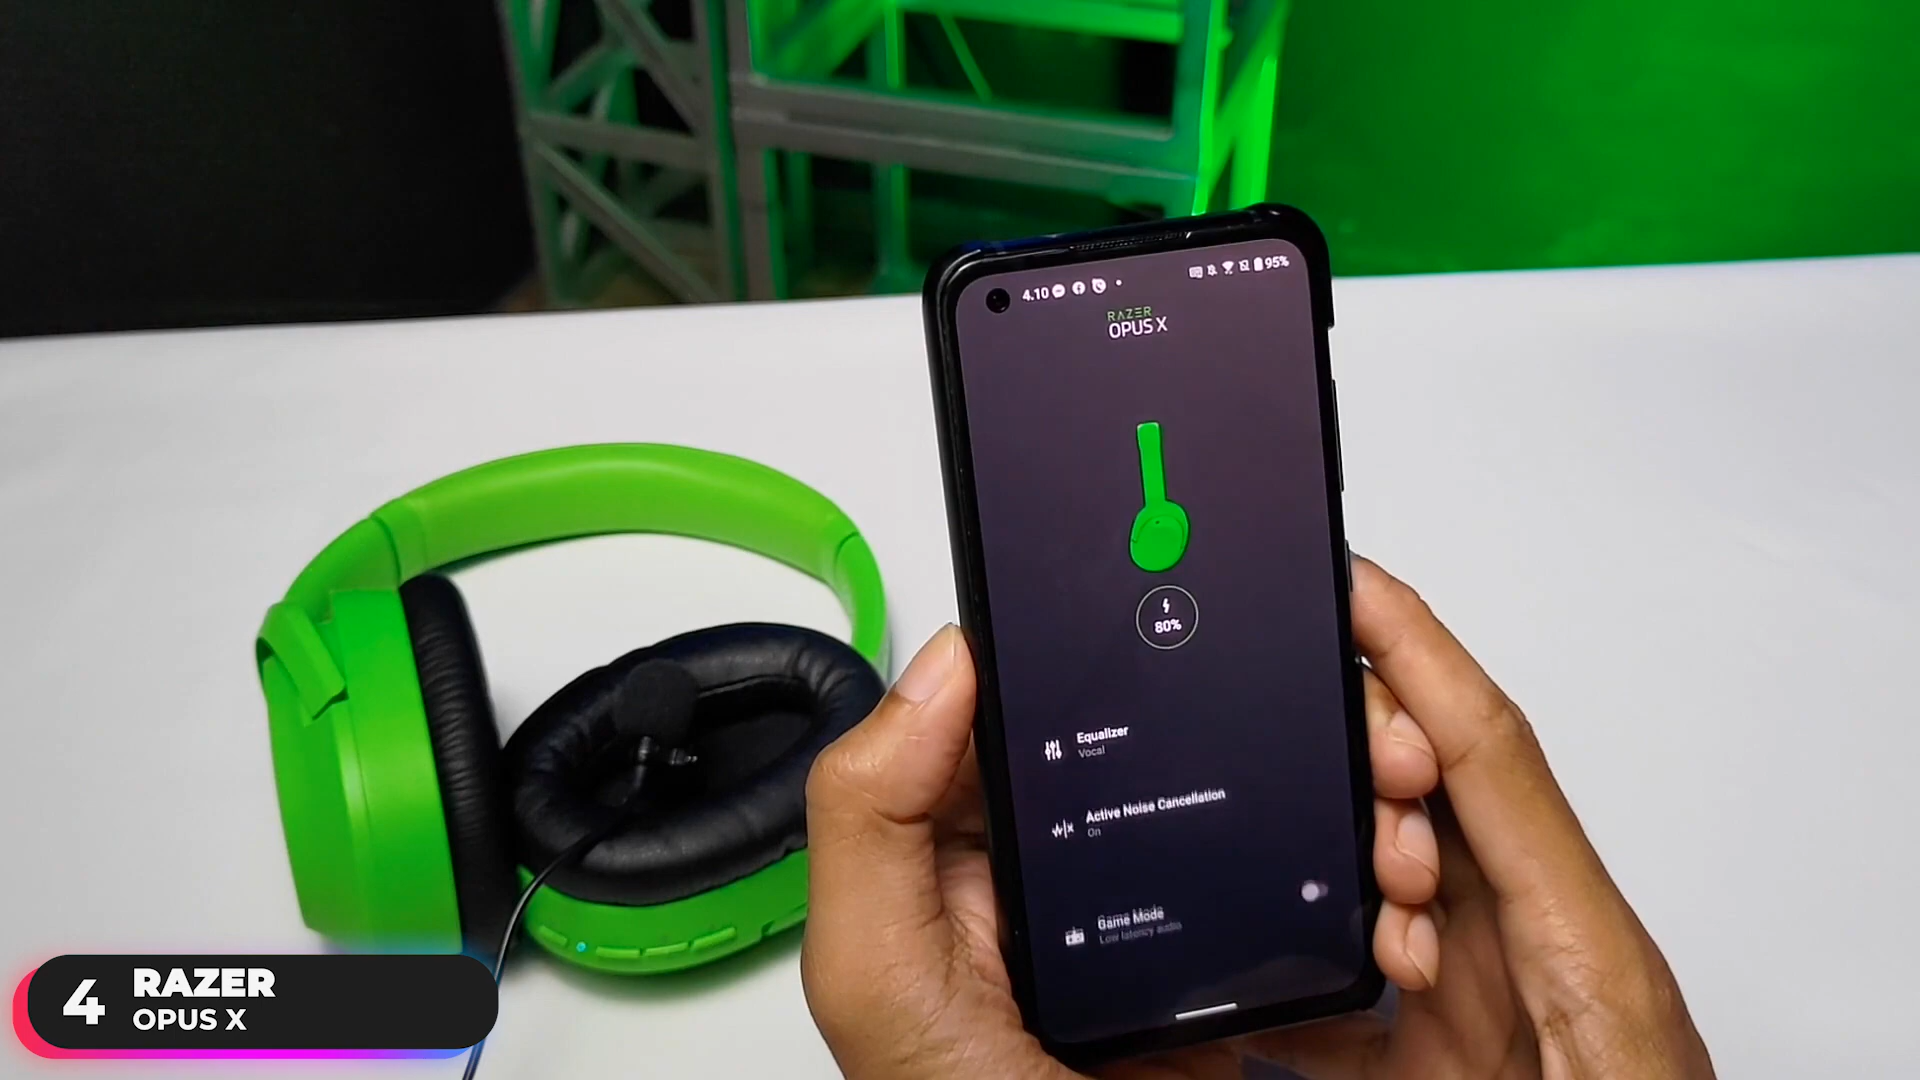 4.10
95%
RAZER
OPUS X
80%
Equalizer
Vocal
Active Noise Cancellation
On
Game Mode
Low latency audio
4
RAZER
OPUS X